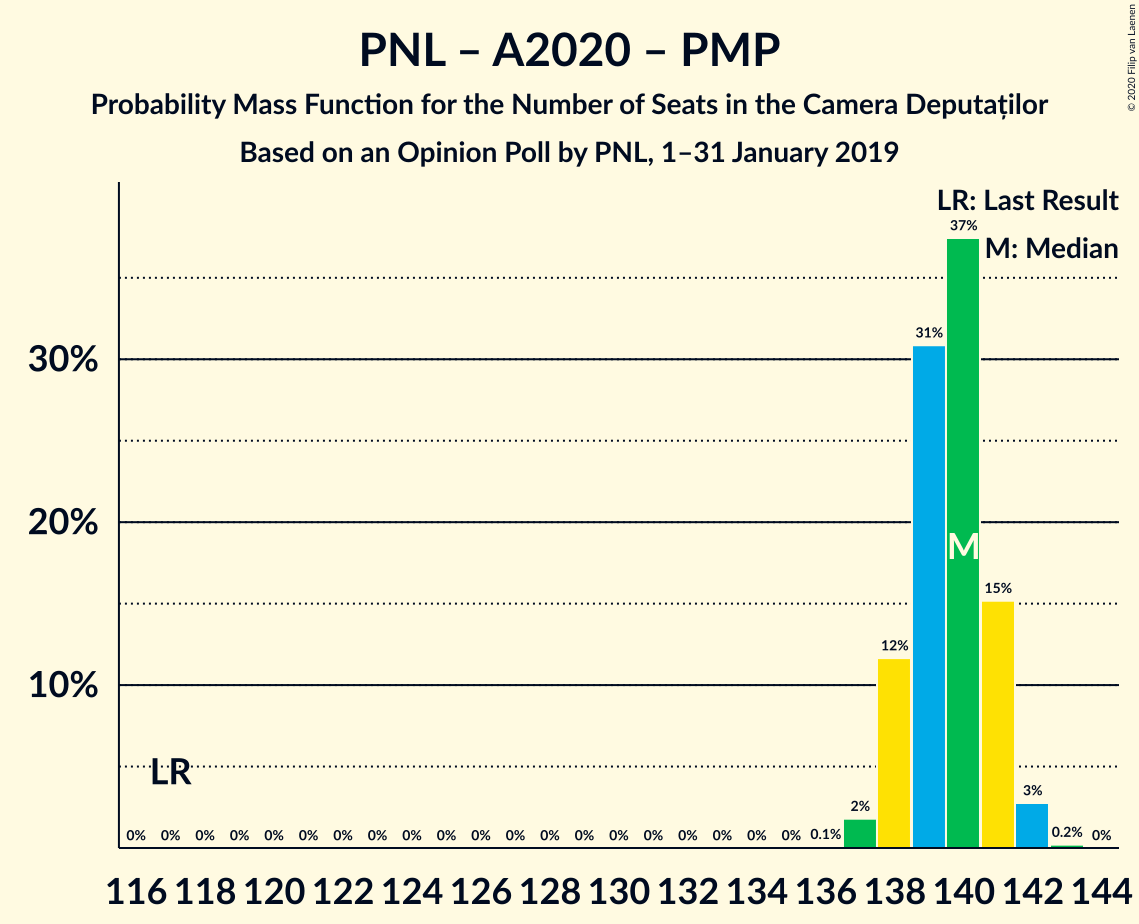 PNL – A2020 – PMP
Probability Mass Function for the Number of Seats in the Camera Deputaților
Based on an Opinion Poll by PNL, 1–31 January 2019
© 2020 Filip van Laenen
LR: Last Result
M: Median
30%
20%
10%
LR
M
0% 0% 0% 0% 0% 0% 0% 0% 0% 0% 0% 0% 0% 0% 0% 0% 0% 0% 0% 0% 0.1% 2% 12% 31% 37% 15% 3% 0.2% 0%
116 118 120 122 124 126 128 130 132 134 136 138 140 142 144